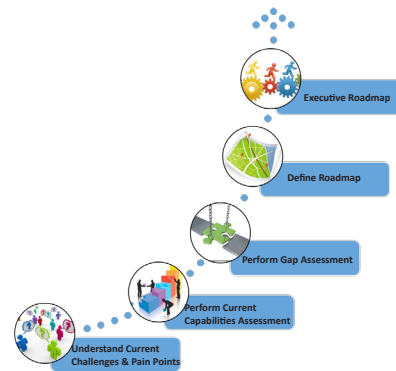 Executive Roadmap
Define Roadmap
Perform Gap Assessment
Perform Current
Capabilities Assessment
Understand Current
Challenges & Pain Points